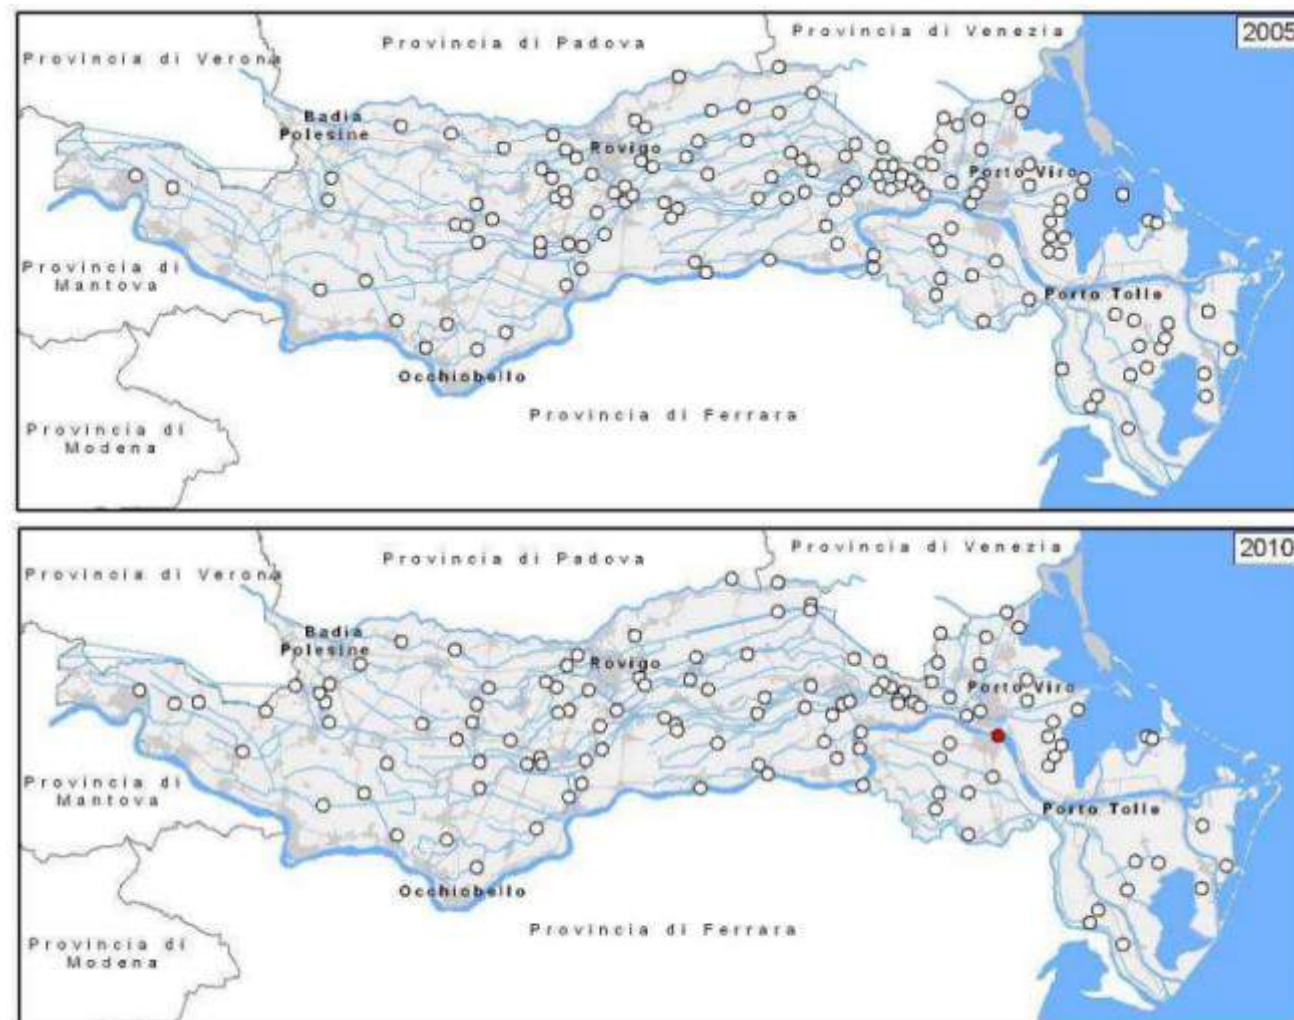 2005
Provincia di Padova
Provincia di Venezia
Provincia di Verona
Badia
Polesine
Rovigo
Porto Viro
Provincia di
Mantova
Porto Tolle
Occhiobello
Provincia di Ferrara
Provincia di
Modena
2010
Provincia di Padova
Provincia di Venezia
Provincia di Verona
Badia
Polesine
Rovigo
Porto Viro
Provincia di
Mantova
Porto Tolle
Occhiobello
Provincia di Ferrara
Provincia di
Modena